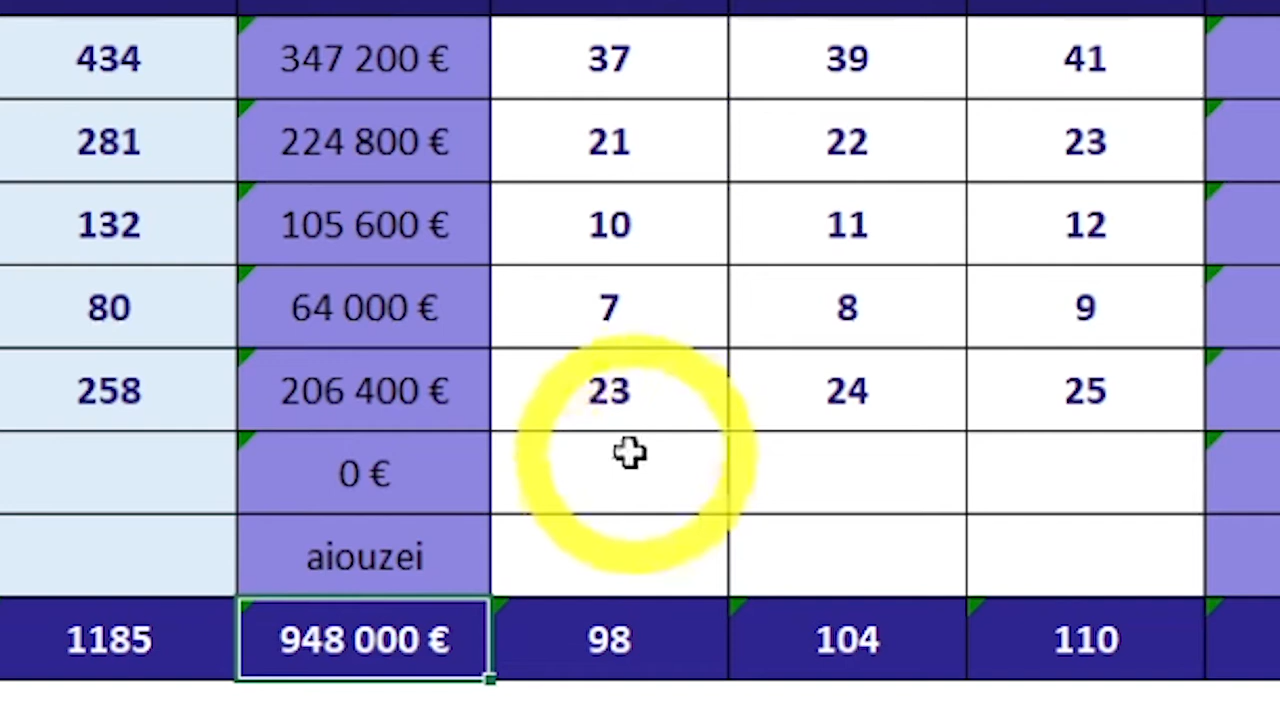 434 347 200 € 37 39 41
281 224 800 € 21 22 23
132 105 600 € 10 11 12
80 64 000 € 7 8 9
258 206 400 € 23 24 25
0 €
aiouzei
1185 948 000 € 98 104 110